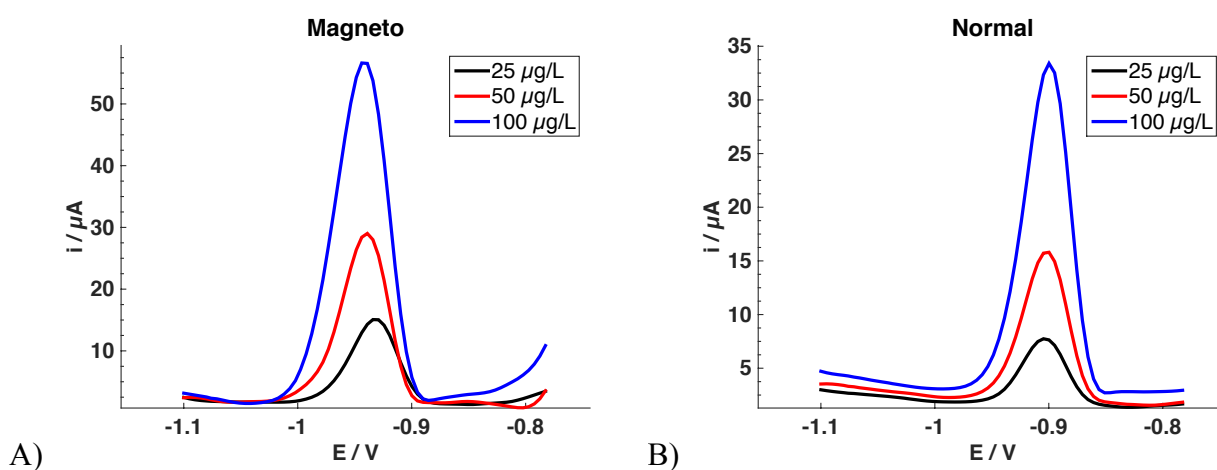 Magneto
25 µg/L
50 µg/L
100 µg/L
i / µA
50
40
30
20
10
-1.1
-1
-0.9
-0.8
E / V
A)
Normal
25 µg/L
50 µg/L
100 µg/L
i / µA
35
30
25
20
15
10
5
-1.1
-1
-0.9
-0.8
E / V
B)